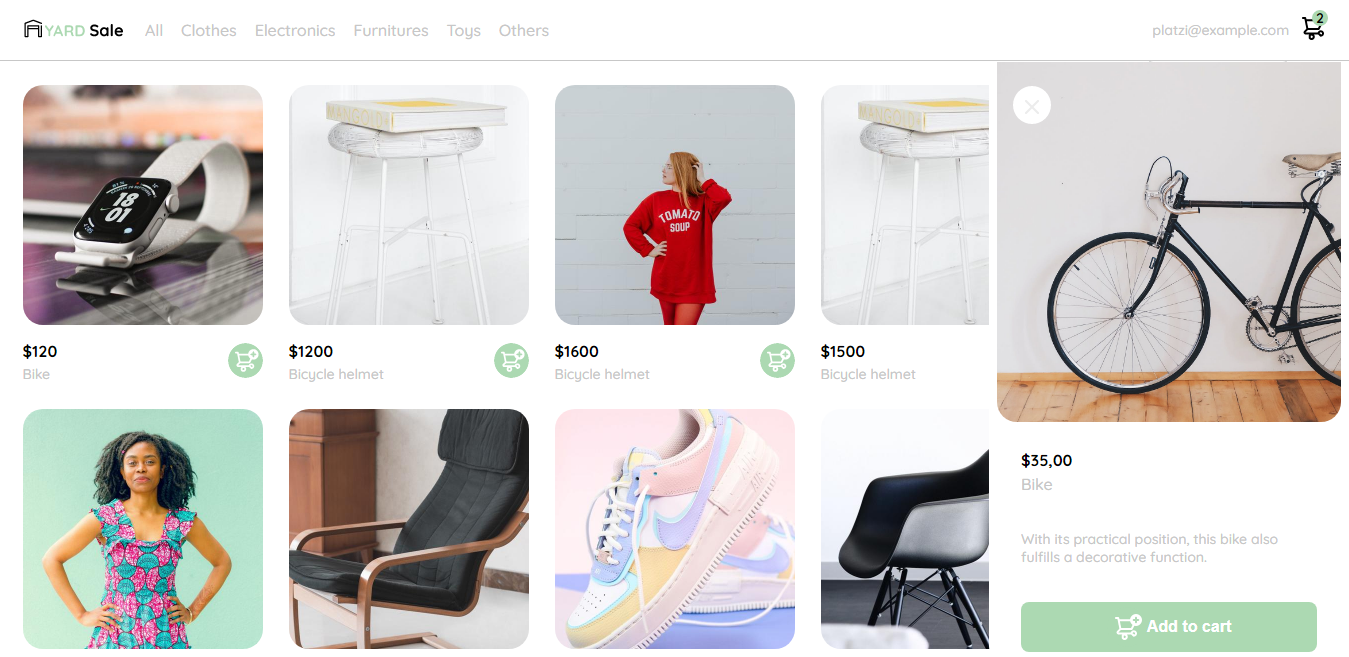 YARD Sale All Clothes Electronics Furnitures Toys Others platzi@example.com 2
18
01
TOMATO
SOUP
$120 $1200 $1600 $1500
Bike Bicycle helmet Bicycle helmet Bicycle helmet
AIR
$35,00
Bike
With its practical position, this bike also
fulfills a decorative function.
Add to cart